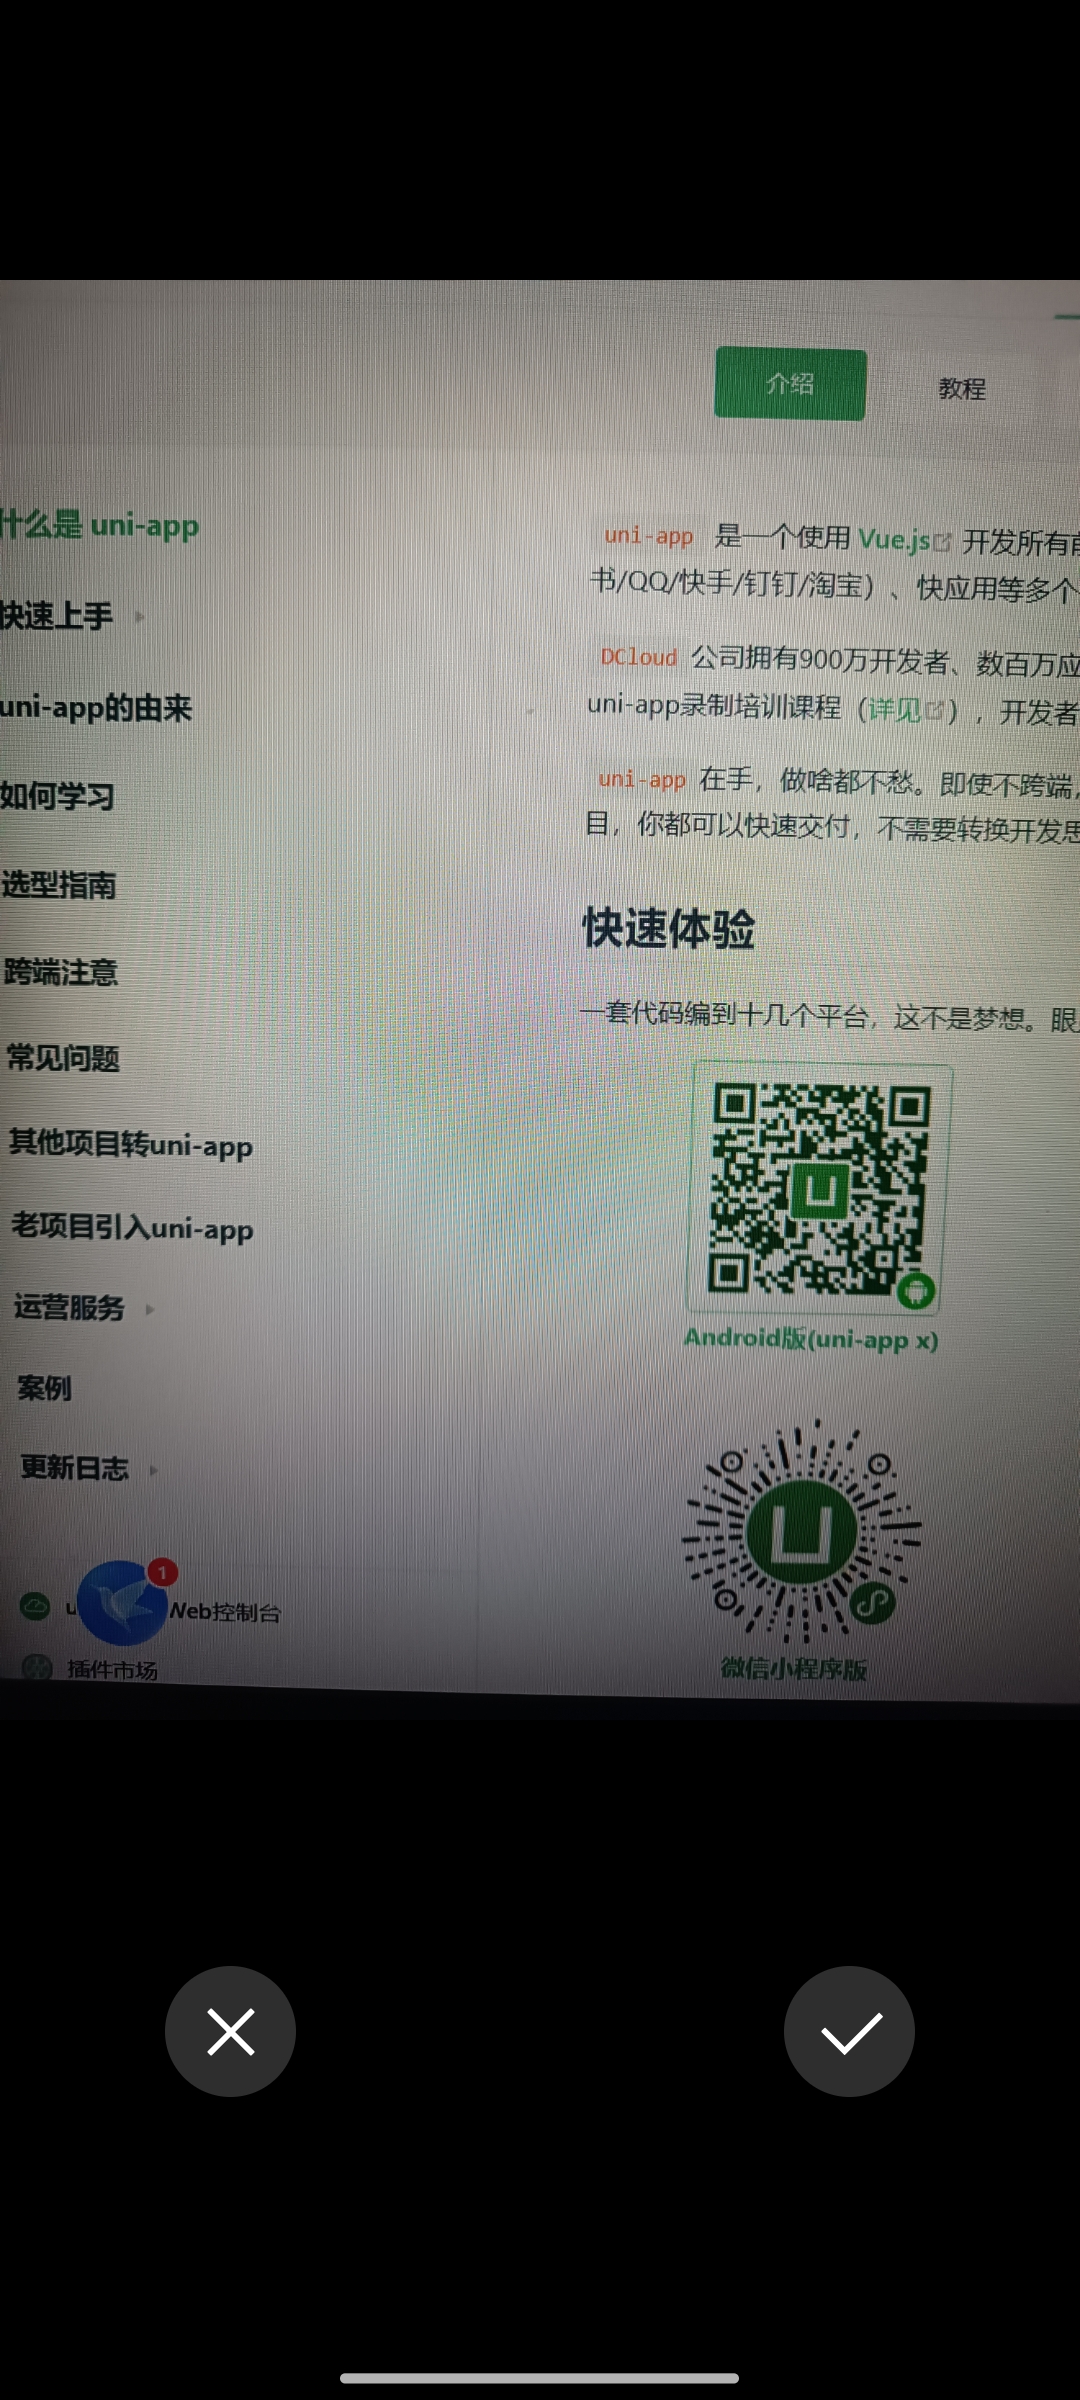 介绍
教程
什么是 uni-app
快速上手
uni-app的由来
如何学习
选型指南
跨端注意
常见问题
其他项目转uni-app
老项目引入uni-app
运营服务
案例
更新日志
1
Web控制台
插件市场
uni-app 是一个使用 Vue.js 开发所有
书/QQ/快手/钉钉/淘宝）、快应用等多个
DCloud 公司拥有900万开发者、数百万应
uni-app录制培训课程（详见），开发者
uni-app 在手，做啥都不愁。即使不跨端，
目，你都可以快速交付，不需要转换开发思
快速体验
一套代码编到十几个平台，这不是梦想。眼
Android版(uni-app x)
微信小程序版